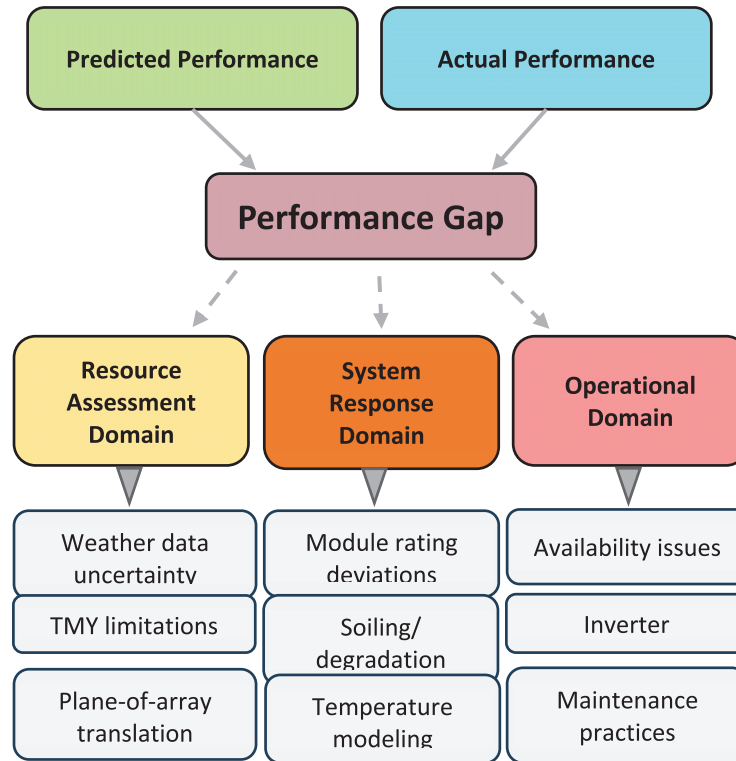 Predicted Performance
Actual Performance
Performance Gap
Resource
Assessment
Domain
System
Response
Domain
Operational
Domain
Weather data
uncertainty
TMY limitations
Plane-of-array
translation
Module rating
deviations
Soiling/
degradation
Temperature
modeling
Availability issues
Inverter
Maintenance
practices